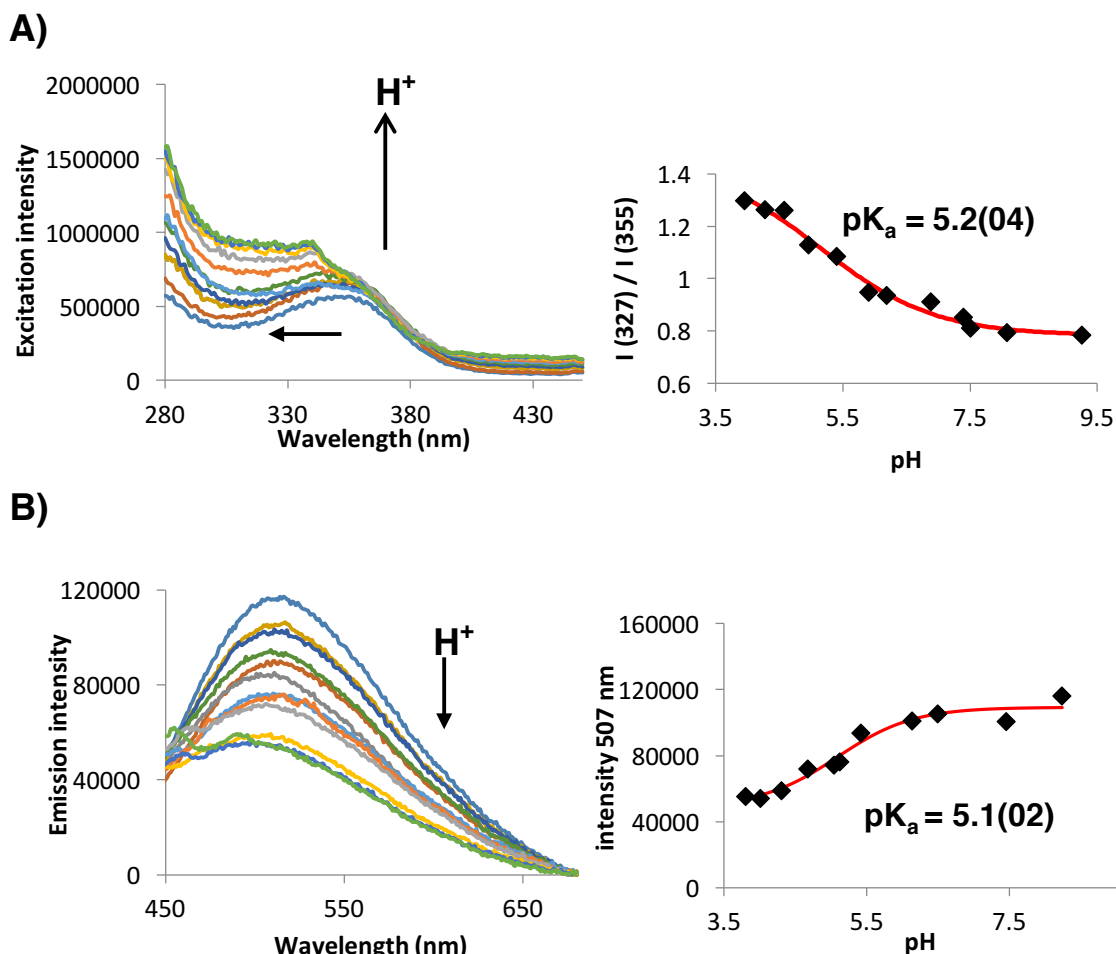 A)
2000000
1500000
1000000
500000
0
Excitation intensity
H+
280 330 380 430
Wavelength (nm)
1.4
1.2
1
0.8
0.6
I (327) / I (355)
pKa = 5.2(04)
3.5 5.5 7.5 9.5
pH
B)
120000
80000
40000
0
Emission intensity
H+
450 550 650
Wavelength (nm)
160000
120000
80000
40000
0
intensity 507 nm
pKa = 5.1(02)
3.5 5.5 7.5
pH